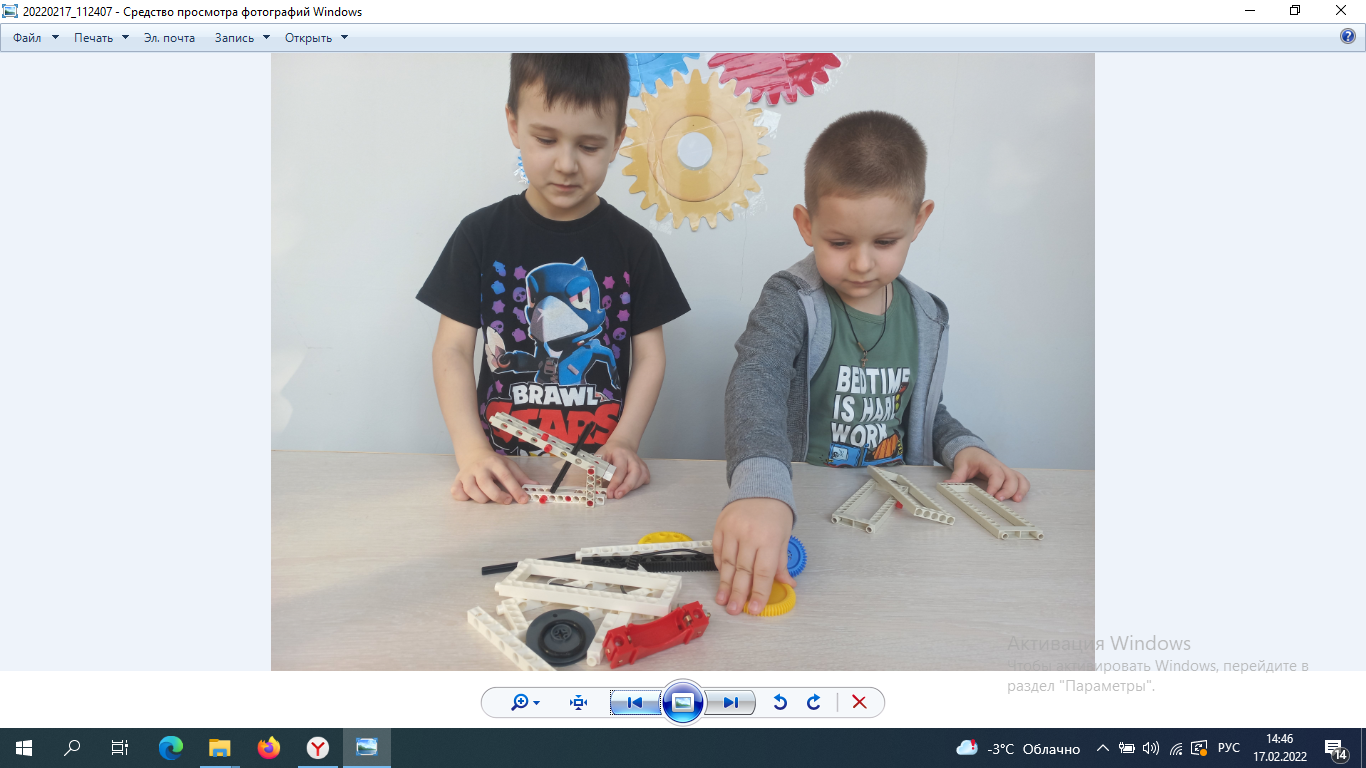 20220217_112407 - Средство просмотра фотографий Windows
Файл Печать Эл. почта Запись Открыть
BRAWL
STARS
BEDTIME
IS HARD
WORK
Активация Windows
Чтобы активировать Windows, перейдите в
раздел "Параметры".
-3°C Облачно
РУС
14:46
17.02.2022
14